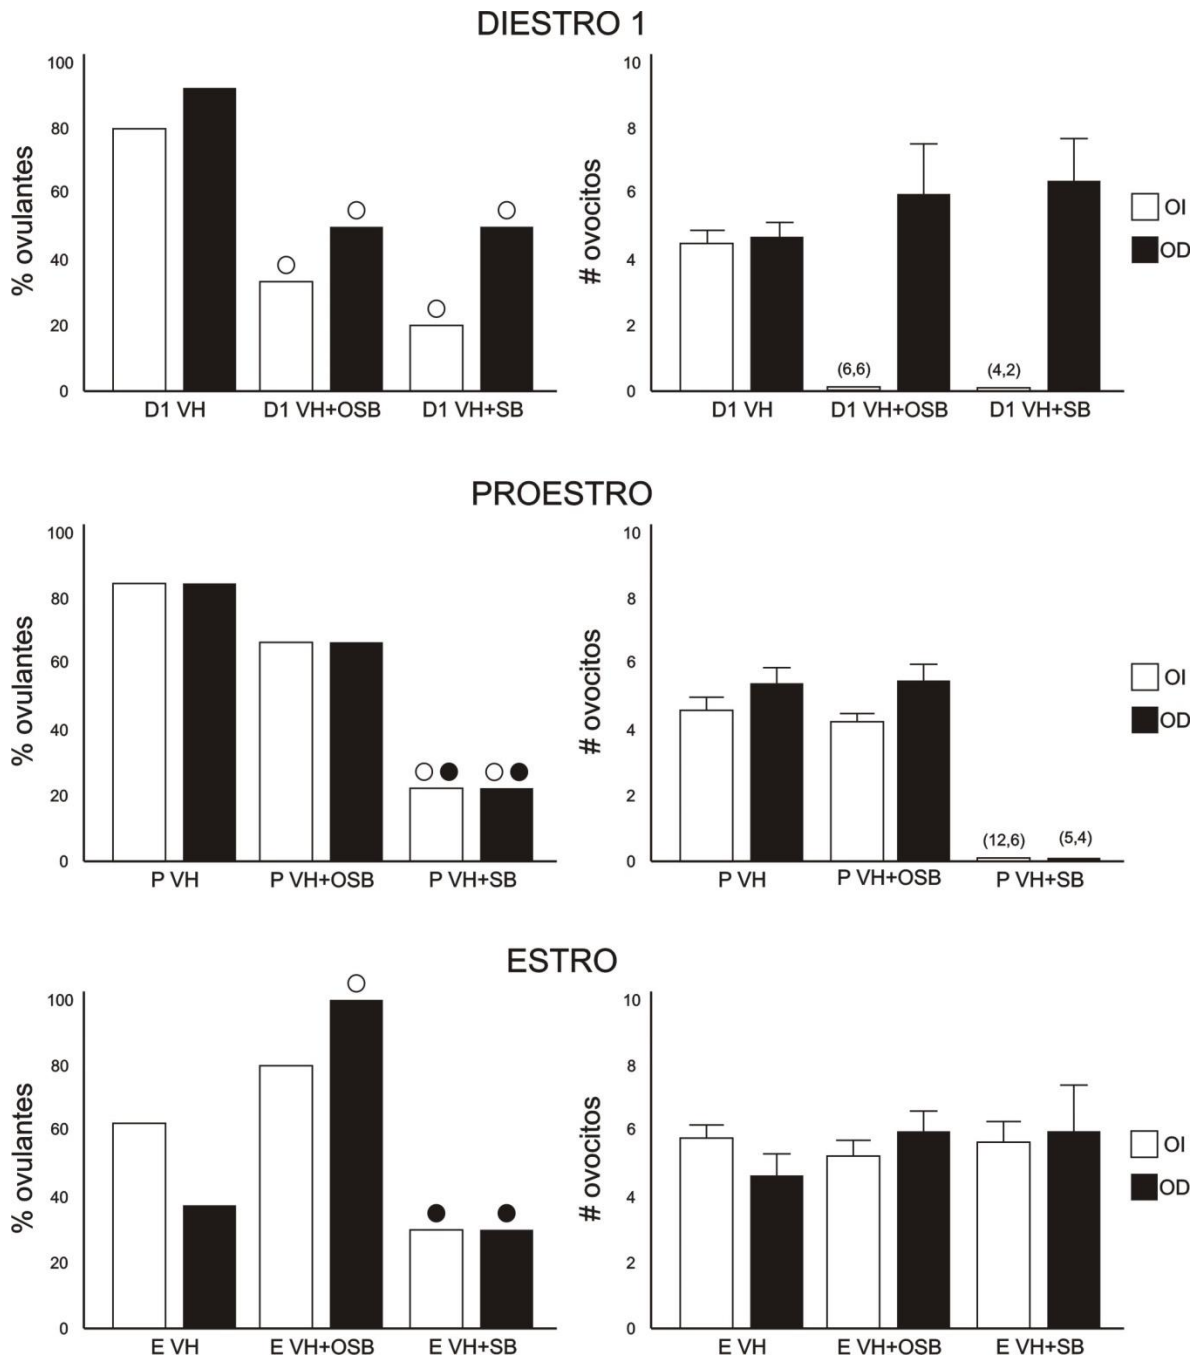 DIESTRO 1
% ovulantes
100
80
60
40
20
0
D1 VH D1 VH+OSB D1 VH+SB
# ovocitos
10
8
6
4
2
0
(6,6) (4,2)
D1 VH D1 VH+OSB D1 VH+SB
OI
OD
PROESTRO
% ovulantes
100
80
60
40
20
0
P VH P VH+OSB P VH+SB
# ovocitos
10
8
6
4
2
0
(12,6) (5,4)
P VH P VH+OSB P VH+SB
OI
OD
ESTRO
% ovulantes
100
80
60
40
20
0
E VH E VH+OSB E VH+SB
# ovocitos
10
8
6
4
2
0
E VH E VH+OSB E VH+SB
OI
OD